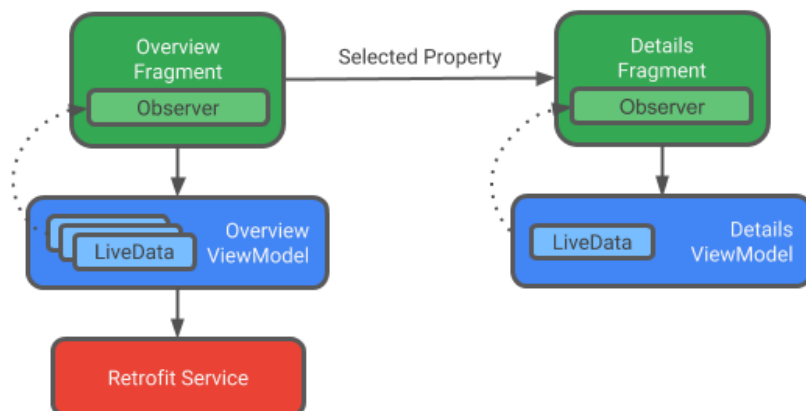 Overview
Fragment
Observer
Selected Property
Details
Fragment
Observer
LiveData
Overview
ViewModel
LiveData
Details
ViewModel
Retrofit Service